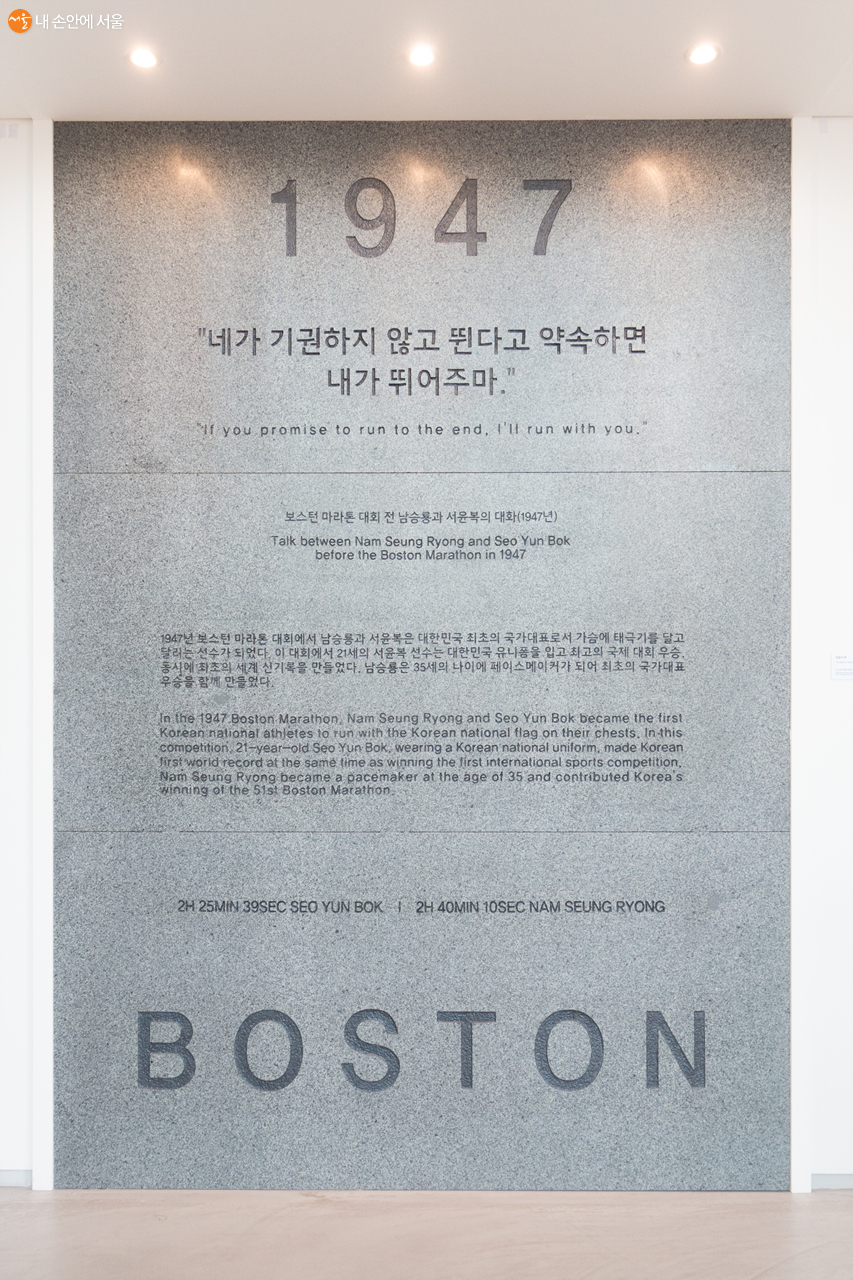 서울 내 손안에 서울
1947
"네가 기권하지 않고 뛴다고 약속하면
내가 뛰어주마."
"If you promise to run to the end, I'll run with you."
보스턴 마라톤 대회 전 남승룡과 서윤복의 대화(1947년)
Talk between Nam Seung Ryong and Seo Yun Bok
before the Boston Marathon in 1947
1947년 보스턴 마라톤 대회에서 남승룡과 서윤복은 대한민국 최초의 국가대표로서 가슴에 태극기를 달고
달리는 선수가 되었다. 이 대회에서 21세의 서윤복 선수는 대한민국 유니폼을 입고 최고의 국제 대회 우승,
동시에 최초의 세계 신기록을 만들었다. 남승룡은 35세의 나이에 페이스메이커가 되어 최초의 국가대표
우승을 함께 만들었다.
In the 1947 Boston Marathon, Nam Seung Ryong and Seo Yun Bok became the first
Korean national athletes to run with the Korean national flag on their chests. In this
competition, 21-year-old Seo Yun Bok, wearing a Korean national uniform, made Korean
first world record at the same time as winning the first international sports competition.
Nam Seung Ryong became a pacemaker at the age of 35 and contributed Korea's
winning of the 51st Boston Marathon.
2H 25MIN 39SEC SEO YUN BOK | 2H 40MIN 10SEC NAM SEUNG RYONG
BOSTON